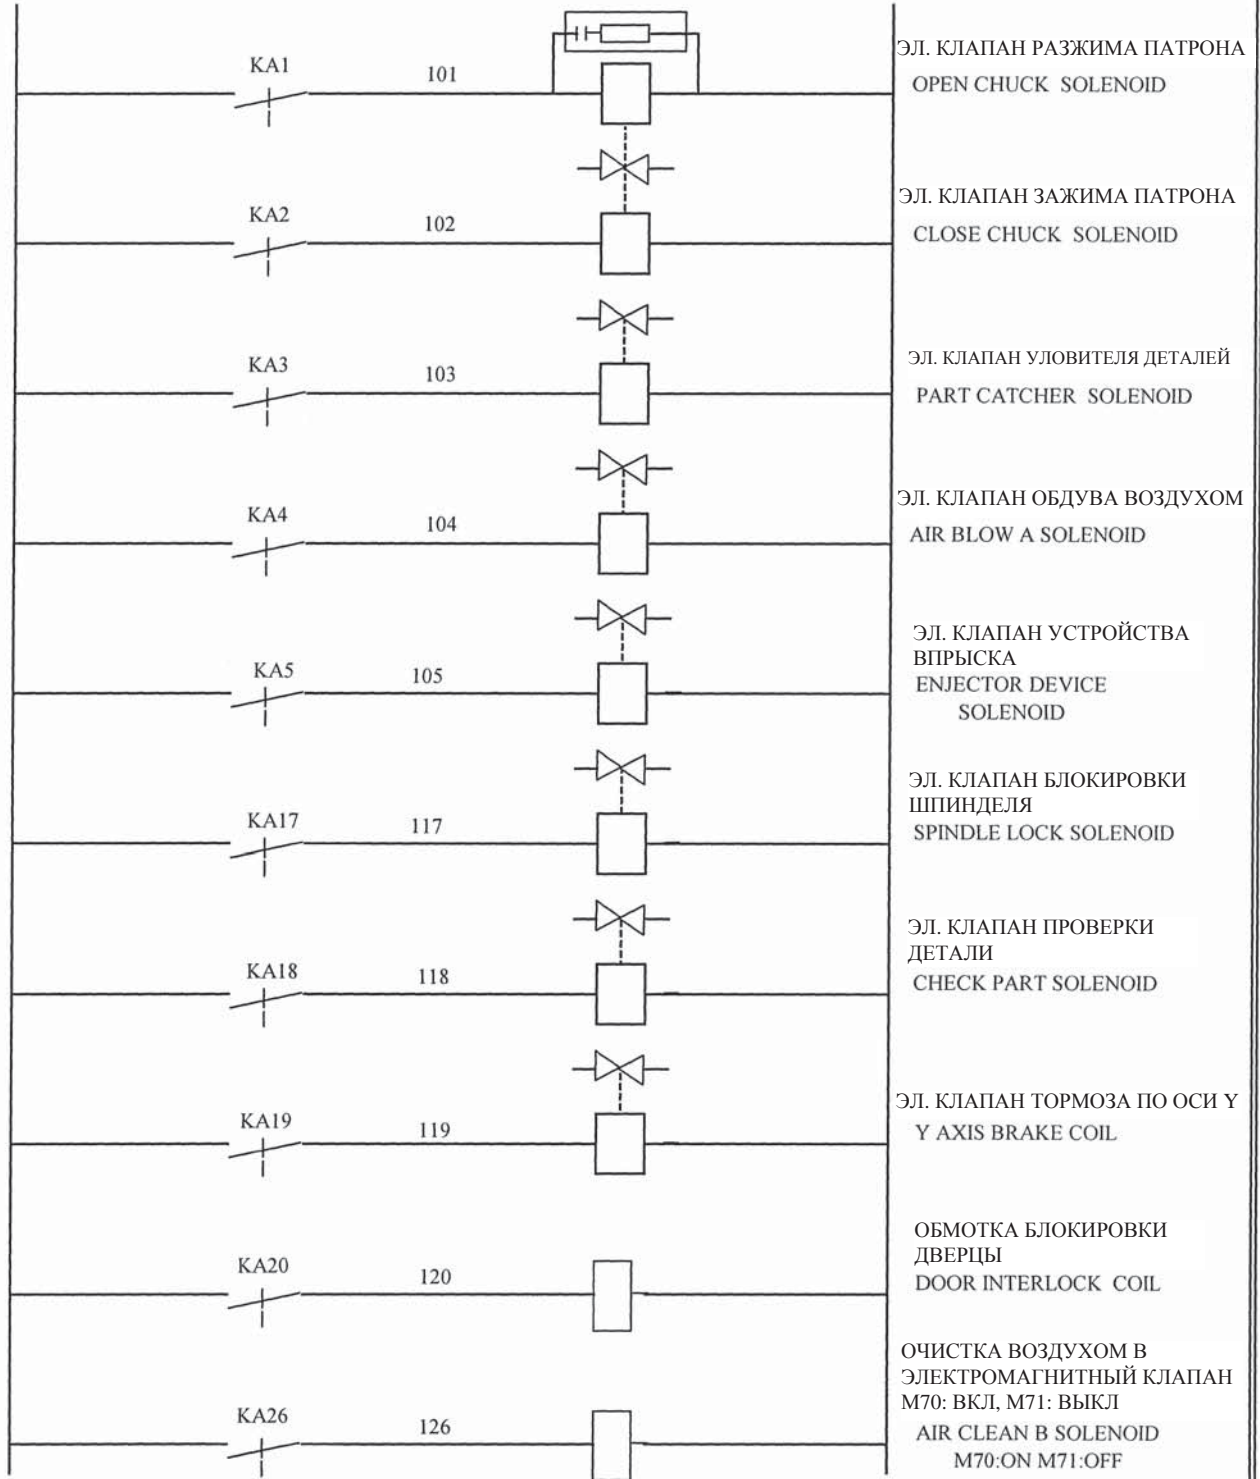 ЭЛ. КЛАПАН РАЗЖИМА ПАТРОНА
KA1
101
OPEN CHUCK SOLENOID
ЭЛ. КЛАПАН ЗАЖИМА ПАТРОНА
KA2
102
CLOSE CHUCK SOLENOID
ЭЛ. КЛАПАН УЛОВИТЕЛЯ ДЕТАЛЕЙ
KA3
103
PART CATCHER SOLENOID
ЭЛ. КЛАПАН ОБДУВА ВОЗДУХОМ
KA4
104
AIR BLOW A SOLENOID
ЭЛ. КЛАПАН УСТРОЙСТВА
ВПРЫСКА
KA5
105
ENJECTOR DEVICE
SOLENOID
ЭЛ. КЛАПАН БЛОКИРОВКИ
ШПИНДЕЛЯ
KA17
117
SPINDLE LOCK SOLENOID
ЭЛ. КЛАПАН ПРОВЕРКИ
ДЕТАЛИ
KA18
118
CHECK PART SOLENOID
ЭЛ. КЛАПАН ТОРМОЗА ПО ОСИ Y
KA19
119
Y AXIS BRAKE COIL
ОБМОТКА БЛОКИРОВКИ
ДВЕРЦЫ
KA20
120
DOOR INTERLOCK COIL
ОЧИСТКА ВОЗДУХОМ В
ЭЛЕКТРОМАГНИТНЫЙ КЛАПАН
M70: ВКЛ, M71: ВЫКЛ
KA26
126
AIR CLEAN B SOLENOID
M70:ON M71:OFF